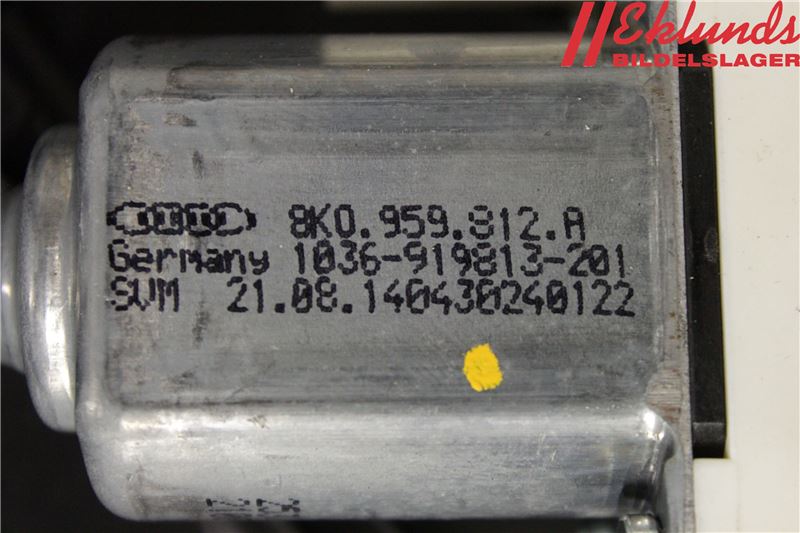 Eklunds
BILDELSLAGER
8K0.959.812.A
Germany 1036-919813-201
SVM 21.08.140430240122